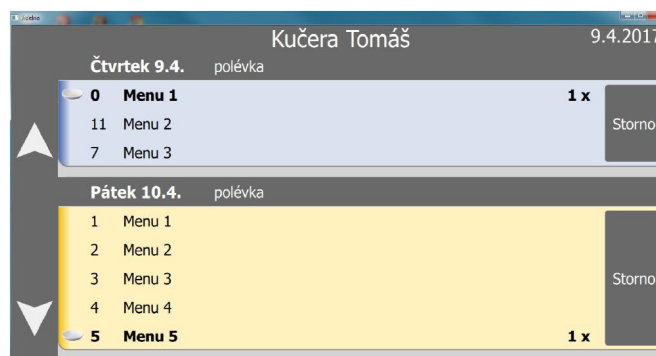 Kučera Tomáš 9.4.2017
Čtvrtek 9.4. polévka
0 Menu 1 1 x
11 Menu 2
7 Menu 3
Storno
Pátek 10.4. polévka
1 Menu 1
2 Menu 2
3 Menu 3
4 Menu 4
5 Menu 5 1 x
Storno